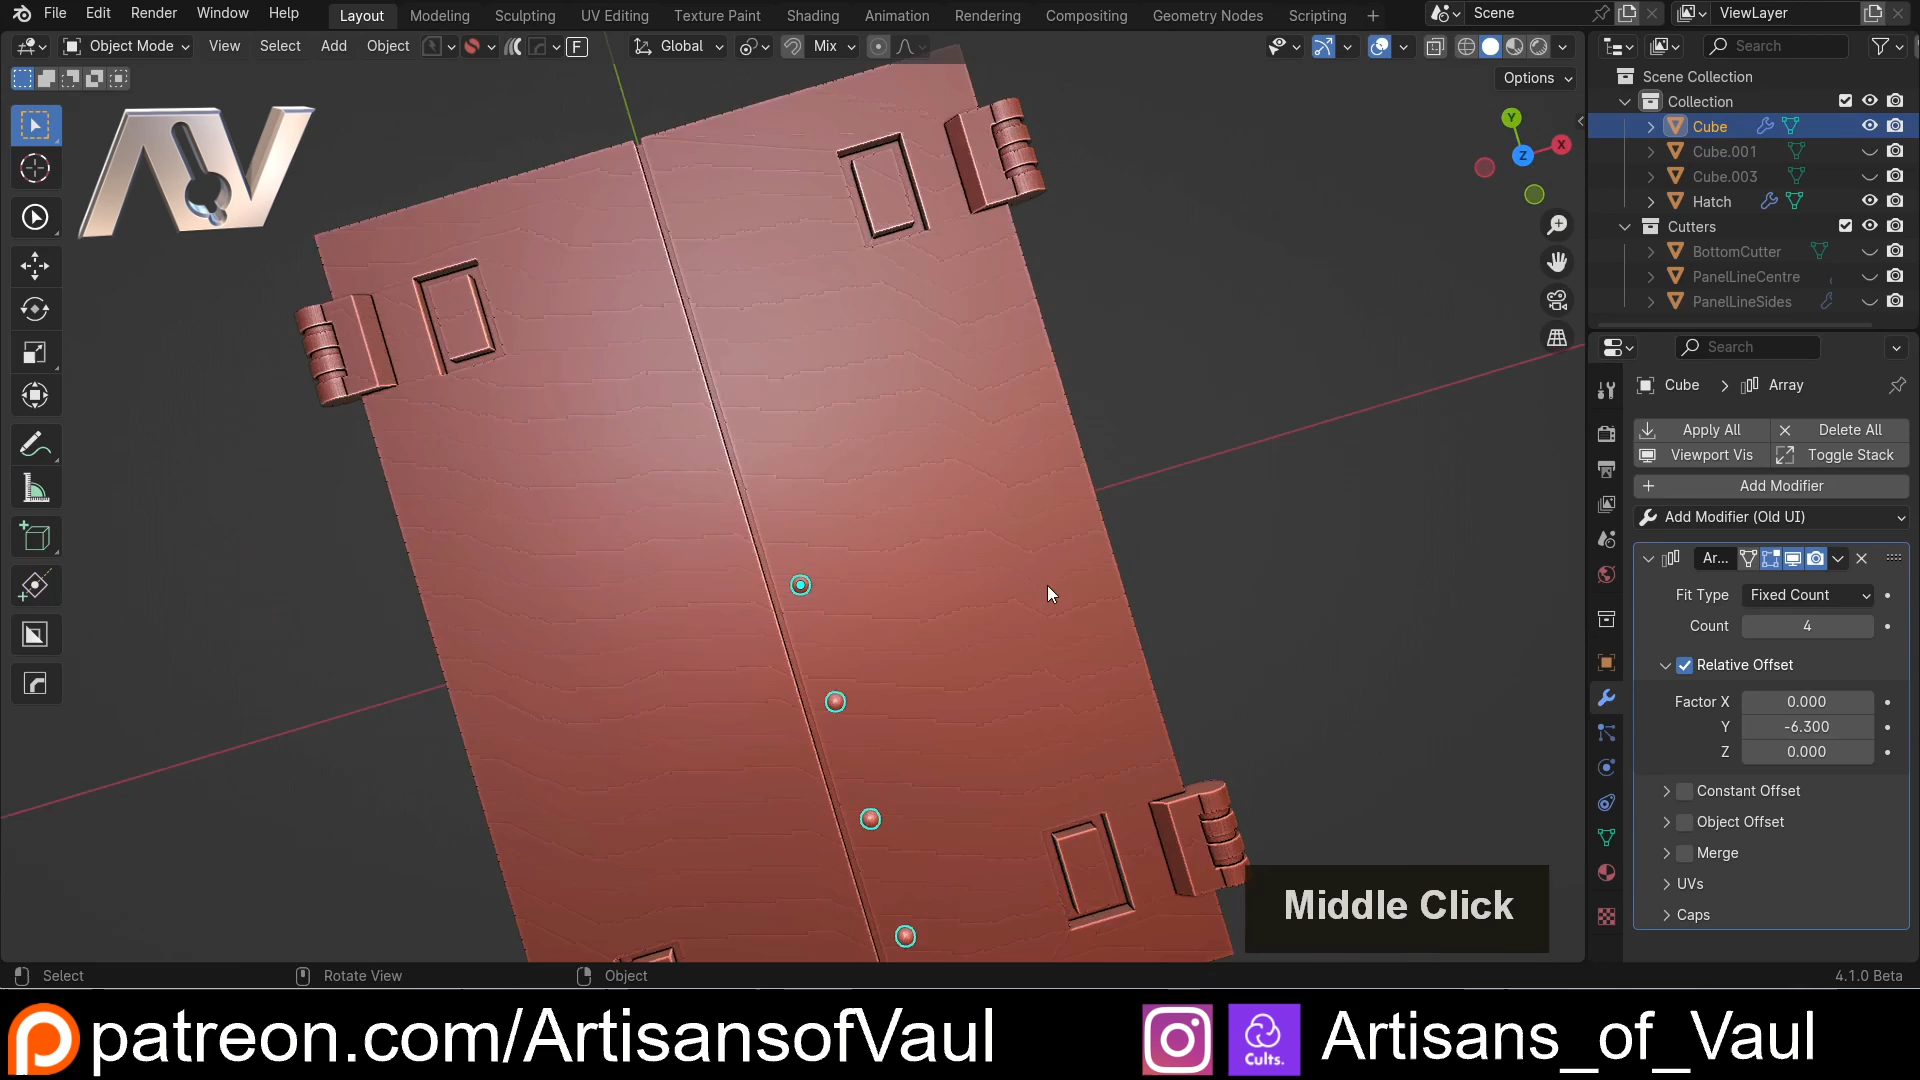 File Edit Render Window Help
Layout Modeling Sculpting UV Editing Texture Paint Shading Animation Rendering Compositing Geometry Nodes Scripting +
Scene
ViewLayer
Object Mode View Select Add Object
F
Global
Mix
Search
Options
AV
Y
X
Z
Scene Collection
Collection
Cube
Cube.001
Cube.003
Hatch
Cutters
BottomCutter
PanelLineCentre
PanelLineSides
Search
Cube > Array
Apply All
Delete All
Viewport Vis
Toggle Stack
Add Modifier
Add Modifier (Old UI)
Ar...
Fit Type Fixed Count
Count 4
Relative Offset
Factor X 0.000
Y -6.300
Z 0.000
Constant Offset
Object Offset
Merge
UVs
Caps
Middle Click
Select
Rotate View
Object
4.1.0 Beta
patreon.com/ArtisansofVaul
Cults.
Artisans_of_Vaul